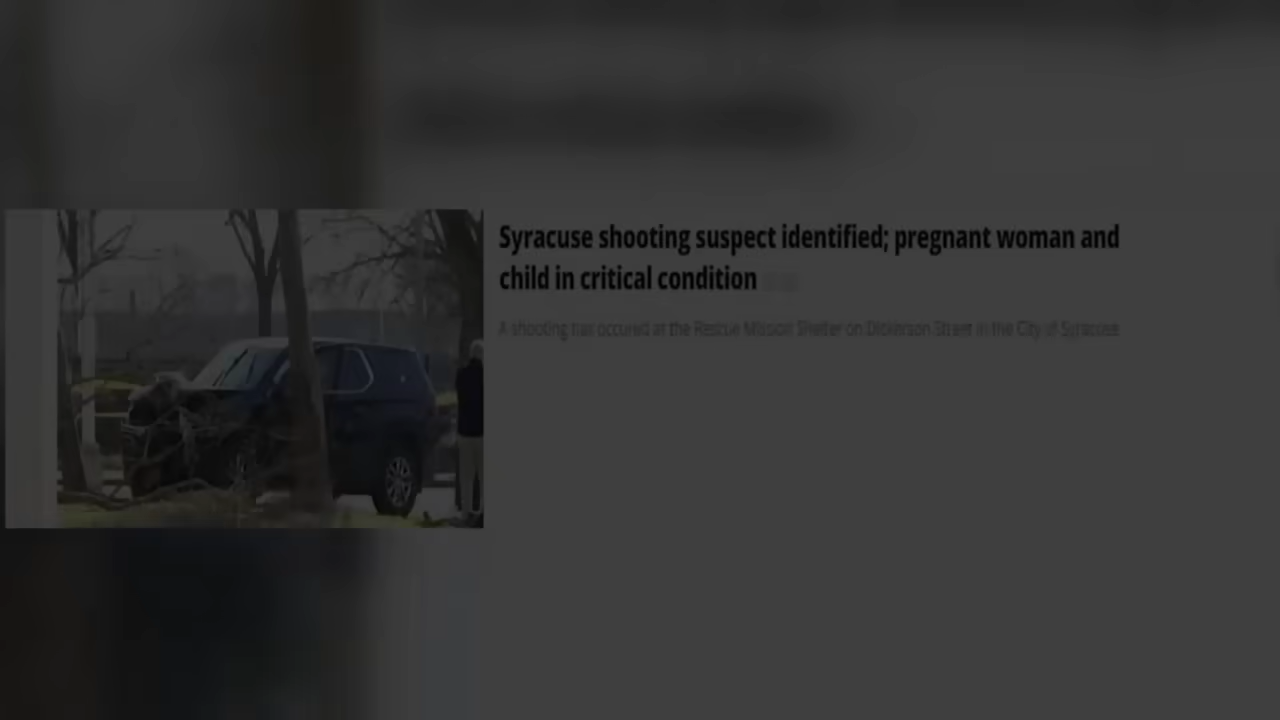 Syracuse shooting suspect identified; pregnant woman and
child in critical condition
A shooting has occured at the Rescue Mission Shelter on Dickerson Street in the City of Syracuse